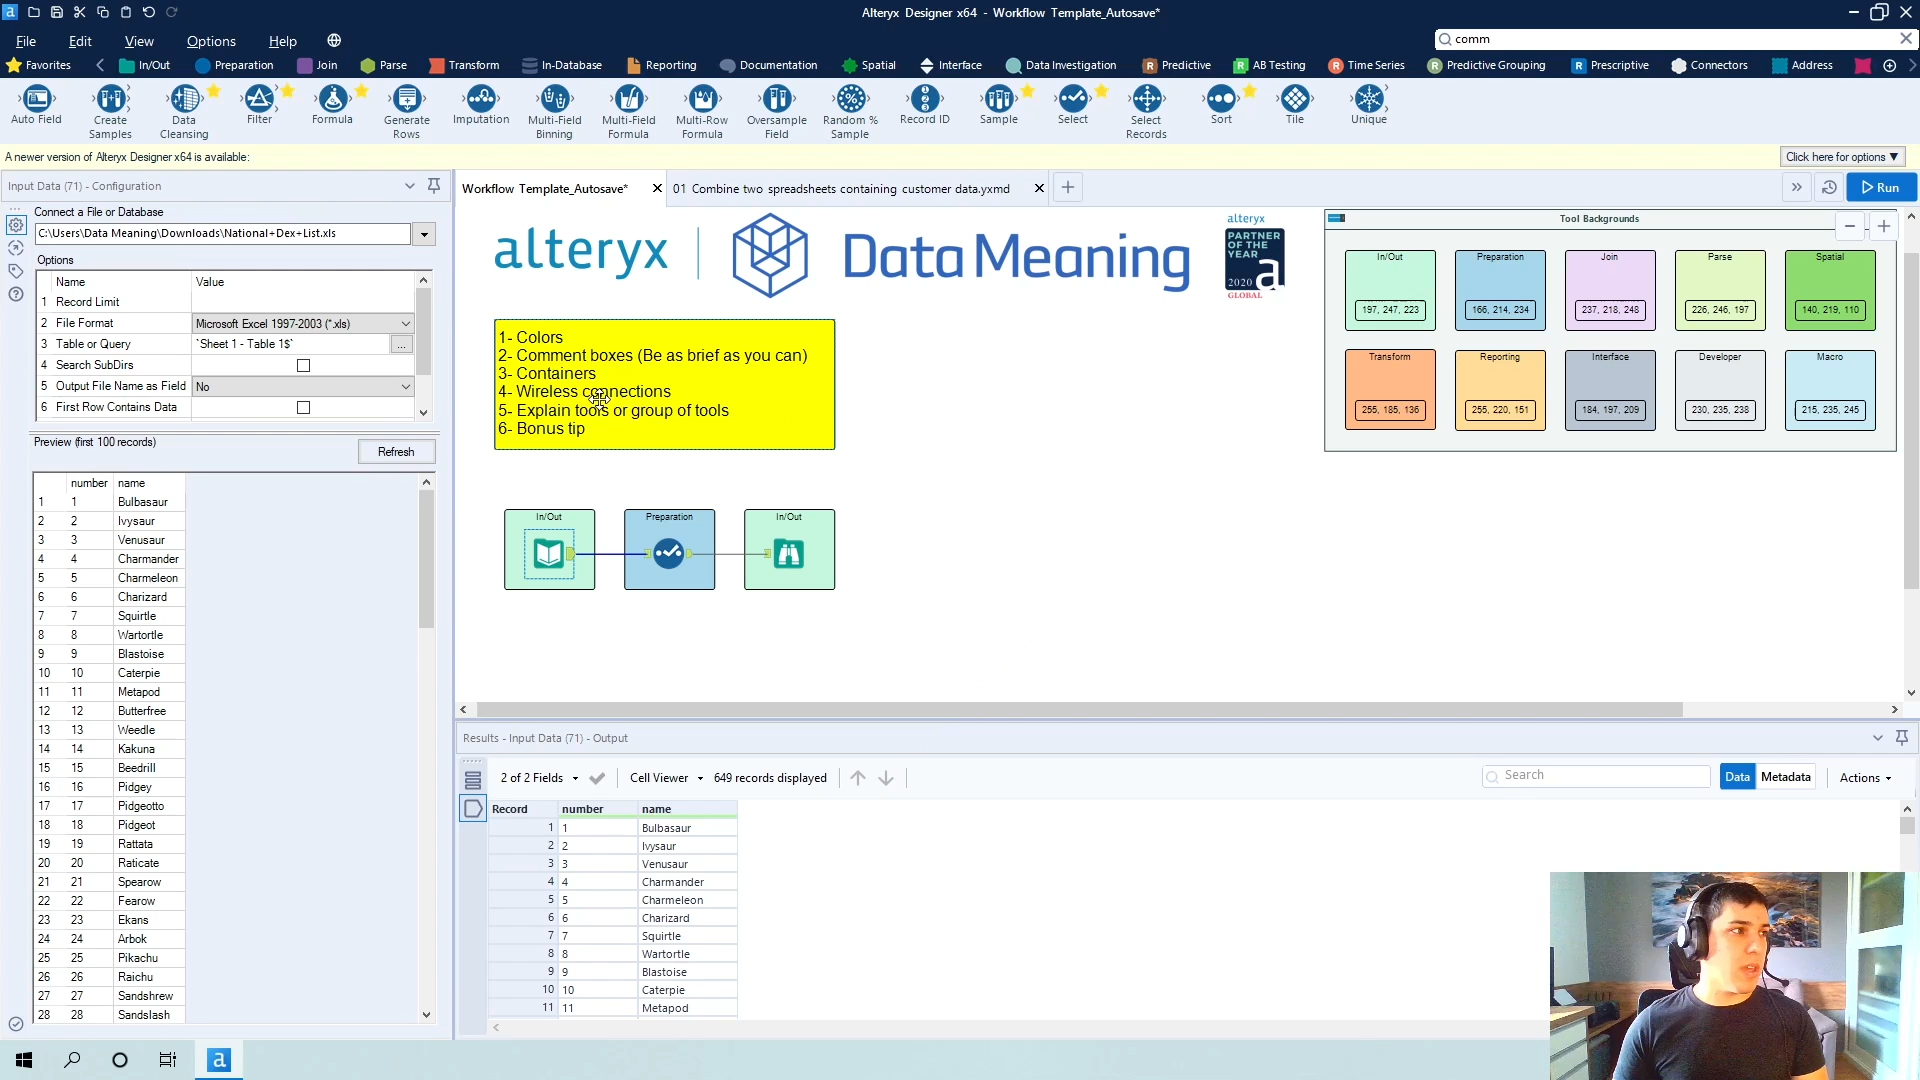 Alteryx Designer x64 - Workflow Template_Autosave*
File Edit View Options Help
comm
Favorites In/Out Preparation Join Parse Transform In-Database Reporting Documentation Spatial Interface Data Investigation Predictive AB Testing Time Series Predictive Grouping Prescriptive Connectors Address
Auto Field
Create Samples
Data Cleansing
Filter
Formula
Generate Rows
Imputation
Multi-Field Binning
Multi-Field Formula
Multi-Row Formula
Oversample Field
Random % Sample
Record ID
Sample
Select
Select Records
Sort
Tile
Unique
A newer version of Alteryx Designer x64 is available:
Click here for options ▼
Input Data (71) - Configuration
Connect a File or Database
C:\Users\Data Meaning\Downloads\National+Dex+List.xls
Options
Name Value
1 Record Limit
2 File Format Microsoft Excel 1997-2003 (*.xls)
3 Table or Query `Sheet 1 - Table 1$` ...
4 Search SubDirs
5 Output File Name as Field No
6 First Row Contains Data
Preview (first 100 records)
Refresh
number name
1 1 Bulbasaur
2 2 Ivysaur
3 3 Venusaur
4 4 Charmander
5 5 Charmeleon
6 6 Charizard
7 7 Squirtle
8 8 Wartortle
9 9 Blastoise
10 10 Caterpie
11 11 Metapod
12 12 Butterfree
13 13 Weedle
14 14 Kakuna
15 15 Beedrill
16 16 Pidgey
17 17 Pidgeotto
18 18 Pidgeot
19 19 Rattata
20 20 Raticate
21 21 Spearow
22 22 Fearow
23 23 Ekans
24 24 Arbok
25 25 Pikachu
26 26 Raichu
27 27 Sandshrew
28 28 Sandslash
Workflow Template_Autosave*
01 Combine two spreadsheets containing customer data.yxmd
Run
alteryx
Data Meaning
alteryx
PARTNER
OF THE
YEAR
2020
a
GLOBAL
1- Colors
2- Comment boxes (Be as brief as you can)
3- Containers
4- Wireless connections
5- Explain tools or group of tools
6- Bonus tip
In/Out
Preparation
In/Out
Tool Backgrounds
In/Out Preparation Join Parse Spatial
197, 247, 223 166, 214, 234 237, 218, 248 226, 246, 197 140, 219, 110
Transform Reporting Interface Developer Macro
255, 185, 136 255, 220, 151 184, 197, 209 230, 235, 238 215, 235, 245
Results - Input Data (71) - Output
2 of 2 Fields Cell Viewer 649 records displayed
Search
Data Metadata
Actions
Record number name
1 1 Bulbasaur
2 2 Ivysaur
3 3 Venusaur
4 4 Charmander
5 5 Charmeleon
6 6 Charizard
7 7 Squirtle
8 8 Wartortle
9 9 Blastoise
10 10 Caterpie
11 11 Metapod